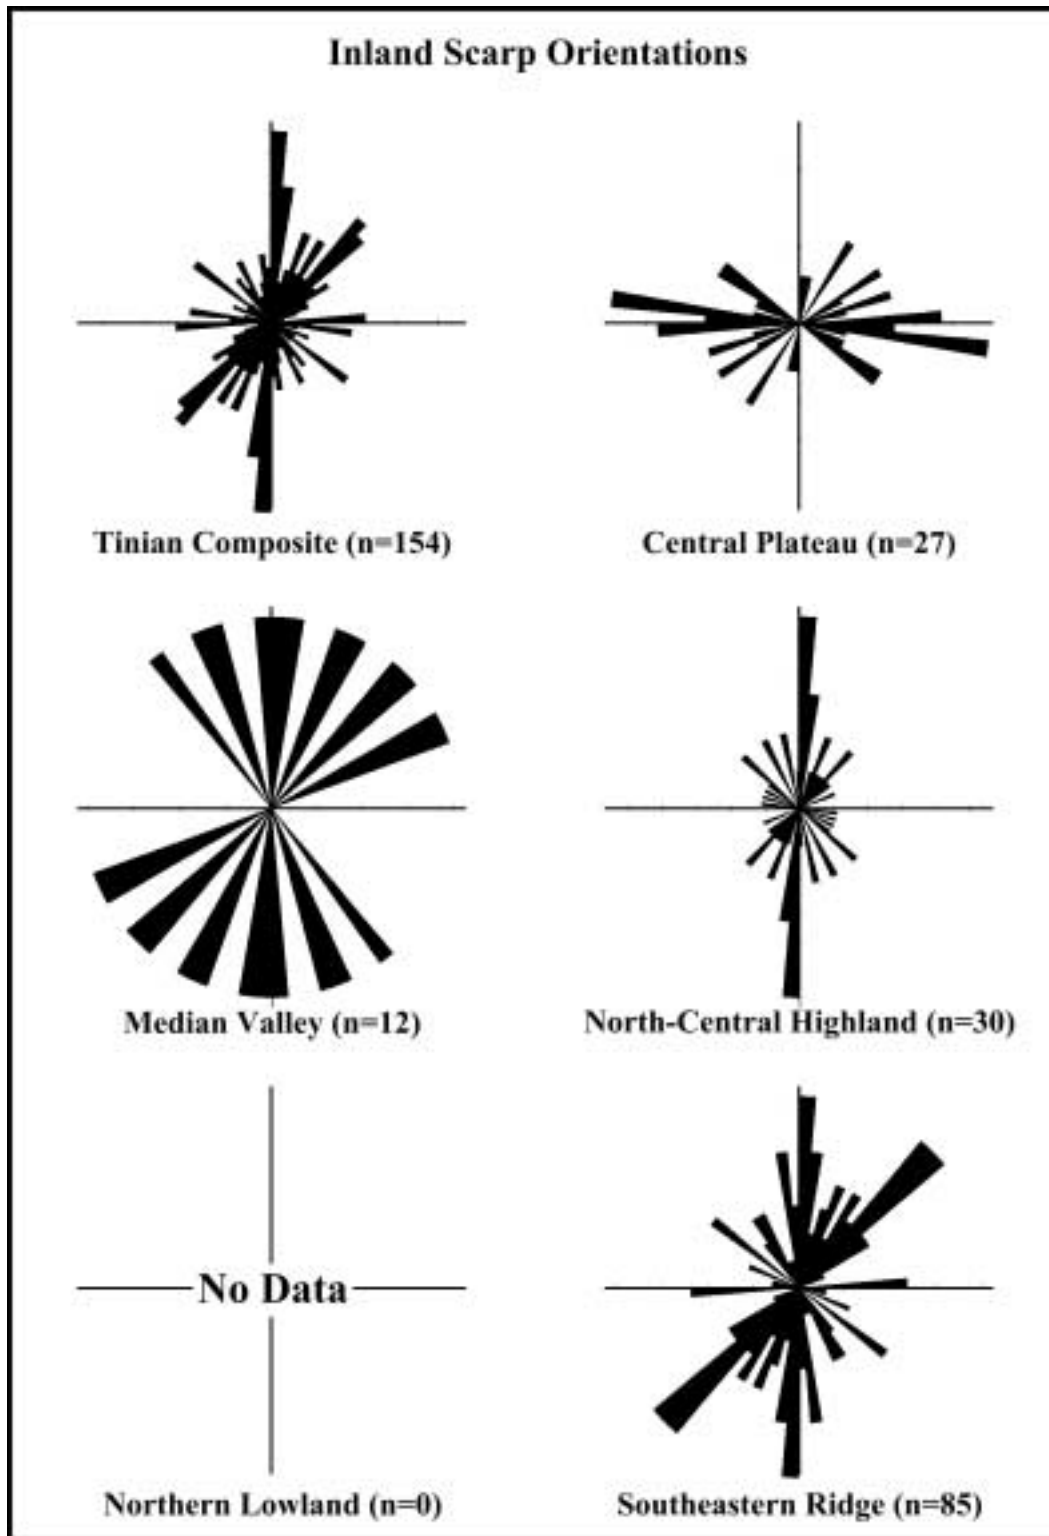 Inland Scarp Orientations
Tinian Composite (n=154)
Central Plateau (n=27)
Median Valley (n=12)
North-Central Highland (n=30)
No Data
Northern Lowland (n=0)
Southeastern Ridge (n=85)